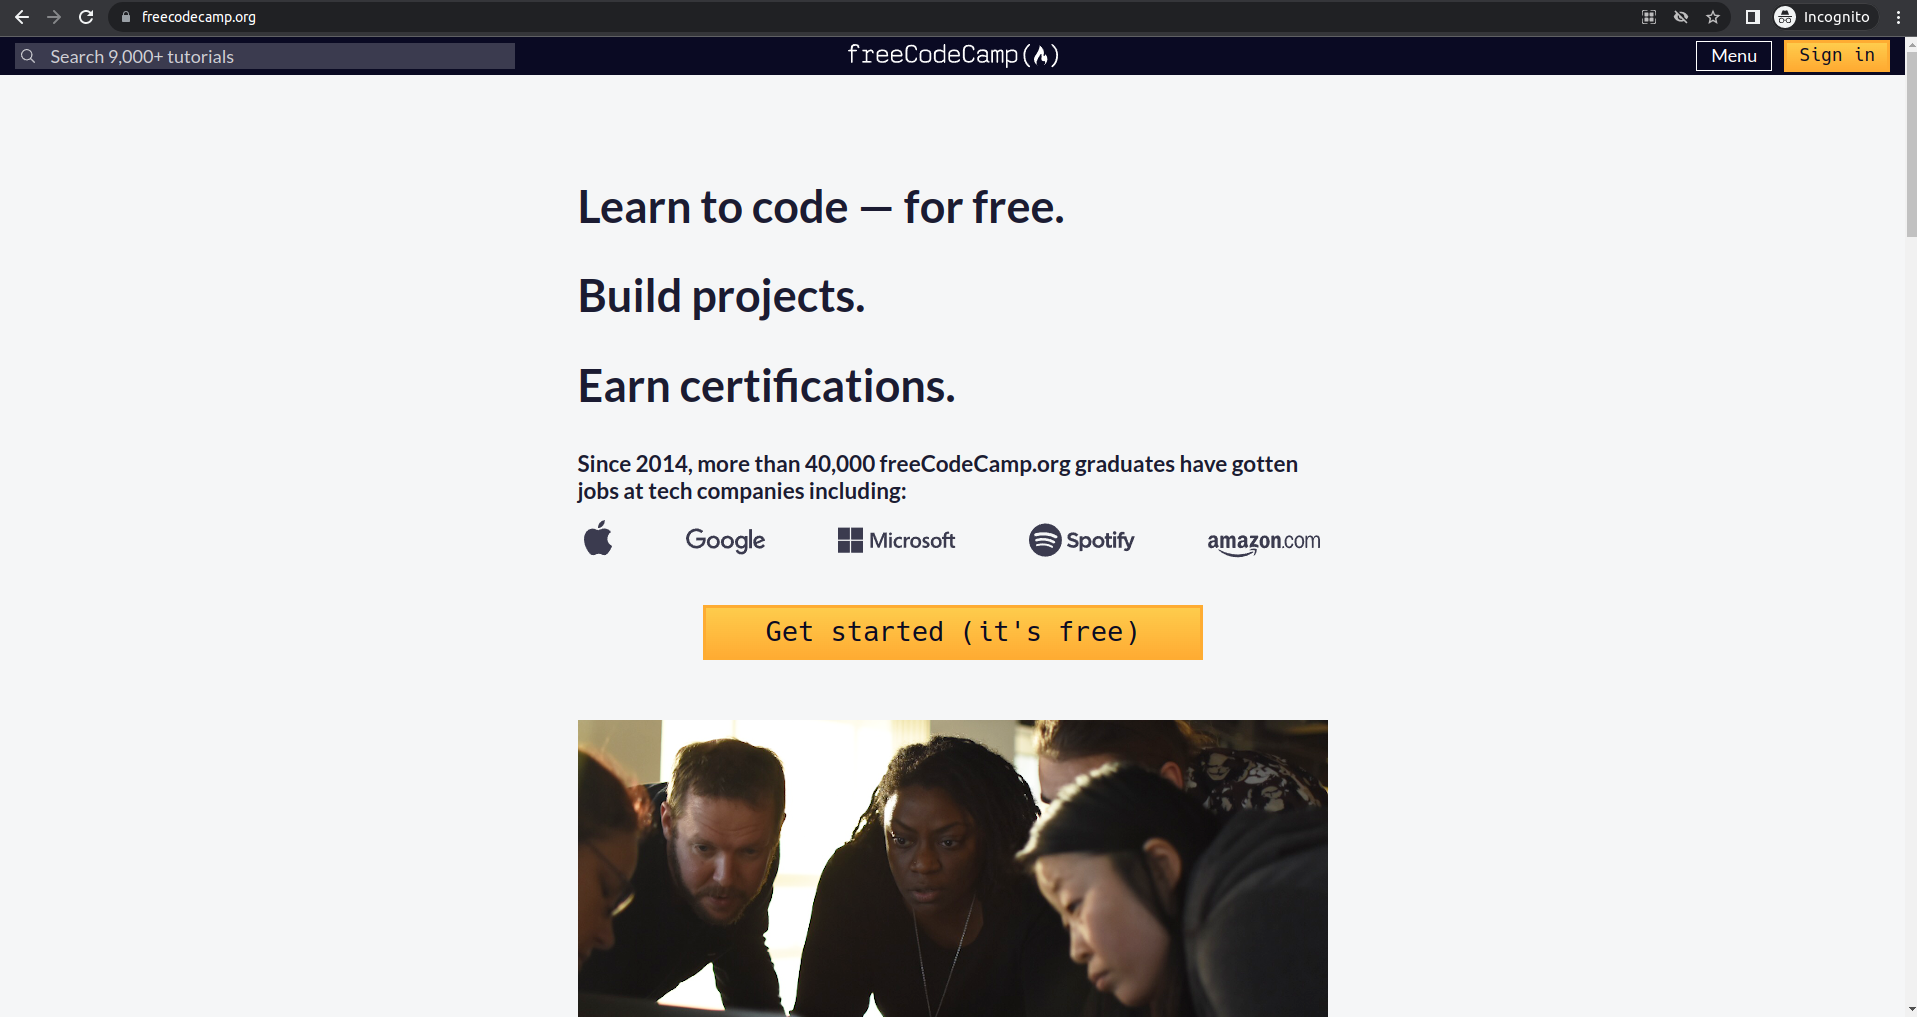 freecodecamp.org
Incognito
Search 9,000+ tutorials
freeCodeCamp(🔥)
Menu
Sign in
Learn to code — for free.
Build projects.
Earn certifications.
Since 2014, more than 40,000 freeCodeCamp.org graduates have gotten
jobs at tech companies including:
Google
Microsoft
Spotify
amazon.com
Get started (it's free)